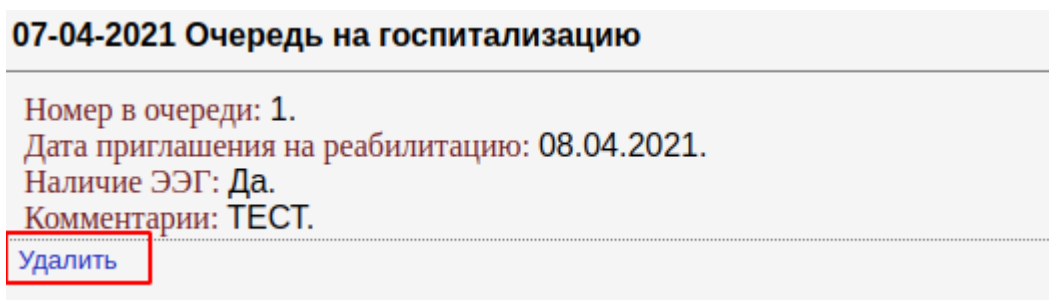 07-04-2021 Очередь на госпитализацию
Номер в очереди: 1.
Дата приглашения на реабилитацию: 08.04.2021.
Наличие ЭЭГ: Да.
Комментарии: ТЕСТ.
Удалить